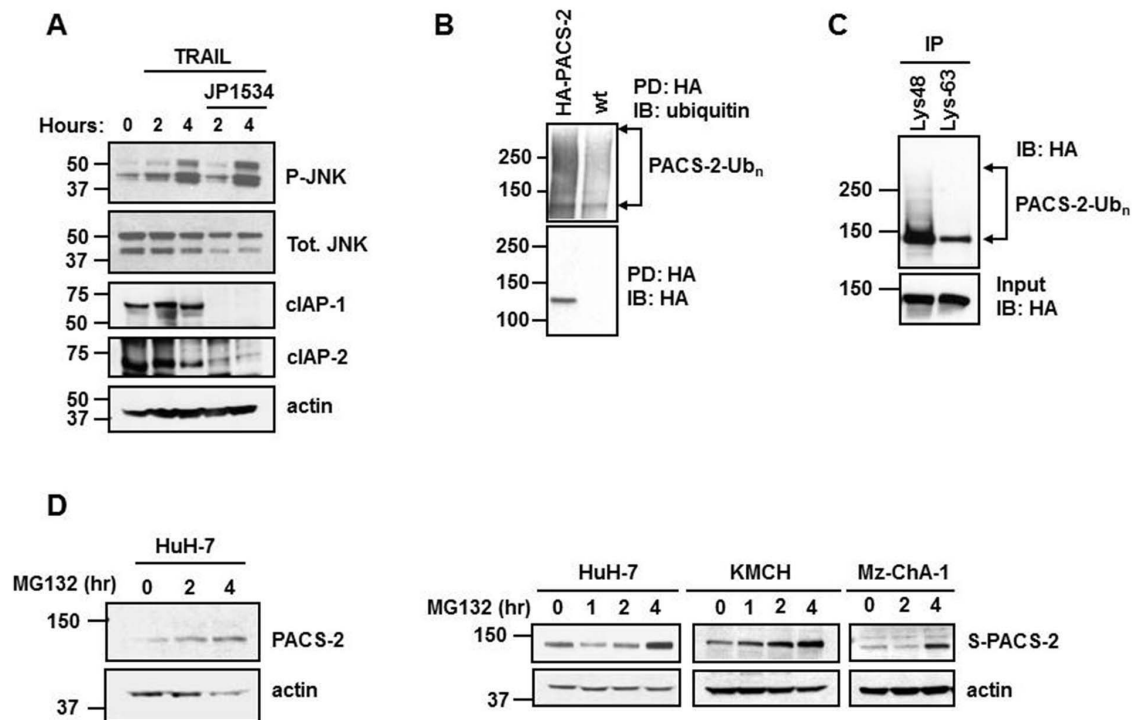 A
TRAIL
JP1534
Hours: 0 2 4 2 4
50
37
P-JNK
50
37
Tot. JNK
75
50
cIAP-1
75
cIAP-2
50
37
actin
B
HA-PACS-2
wt
PD: HA
IB: ubiquitin
250
150
PACS-2-Ubn
250
150
100
PD: HA
IB: HA
C
IP
Lys48
Lys-63
IB: HA
250
150
PACS-2-Ubn
150
Input
IB: HA
D
HuH-7
MG132 (hr) 0 2 4
150
PACS-2
37
actin
HuH-7 KMCH Mz-ChA-1
MG132 (hr) 0 1 2 4 0 1 2 4 0 2 4
150
S-PACS-2
37
actin